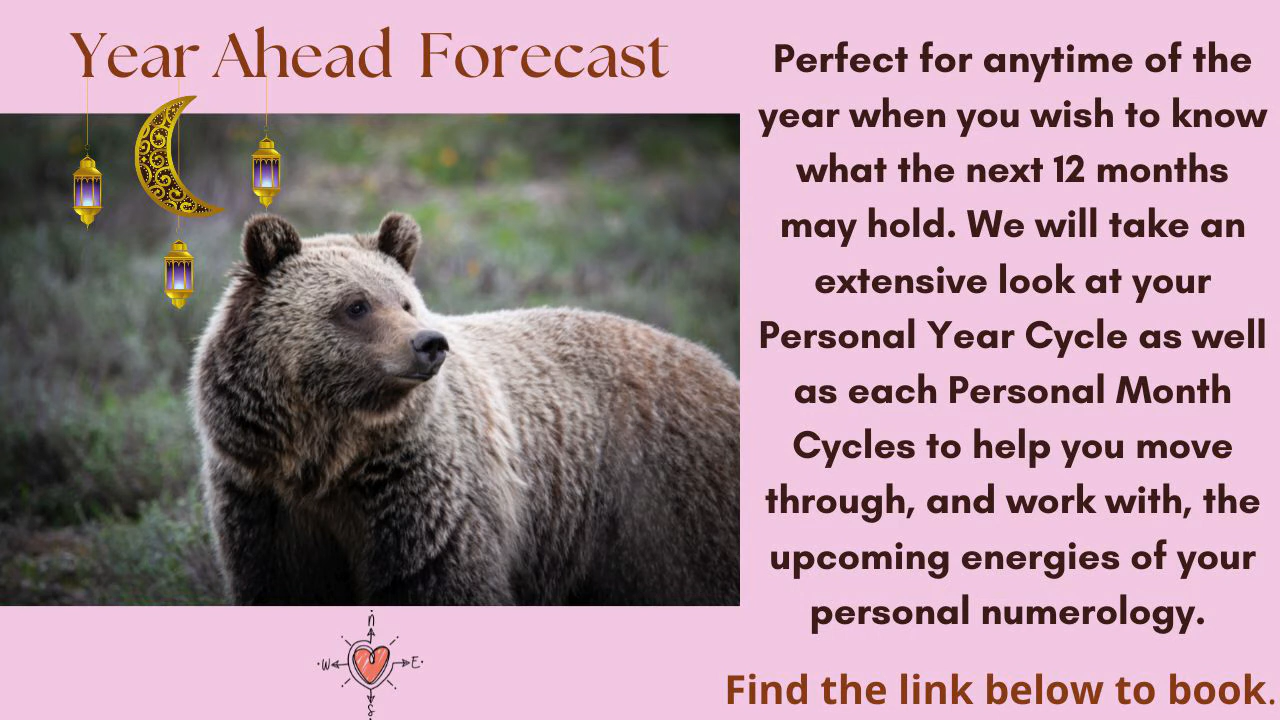 Year Ahead Forecast
Perfect for anytime of the
year when you wish to know
what the next 12 months
may hold. We will take an
extensive look at your
Personal Year Cycle as well
as each Personal Month
Cycles to help you move
through, and work with, the
upcoming energies of your
personal numerology.
n
W E
S
Find the link below to book.